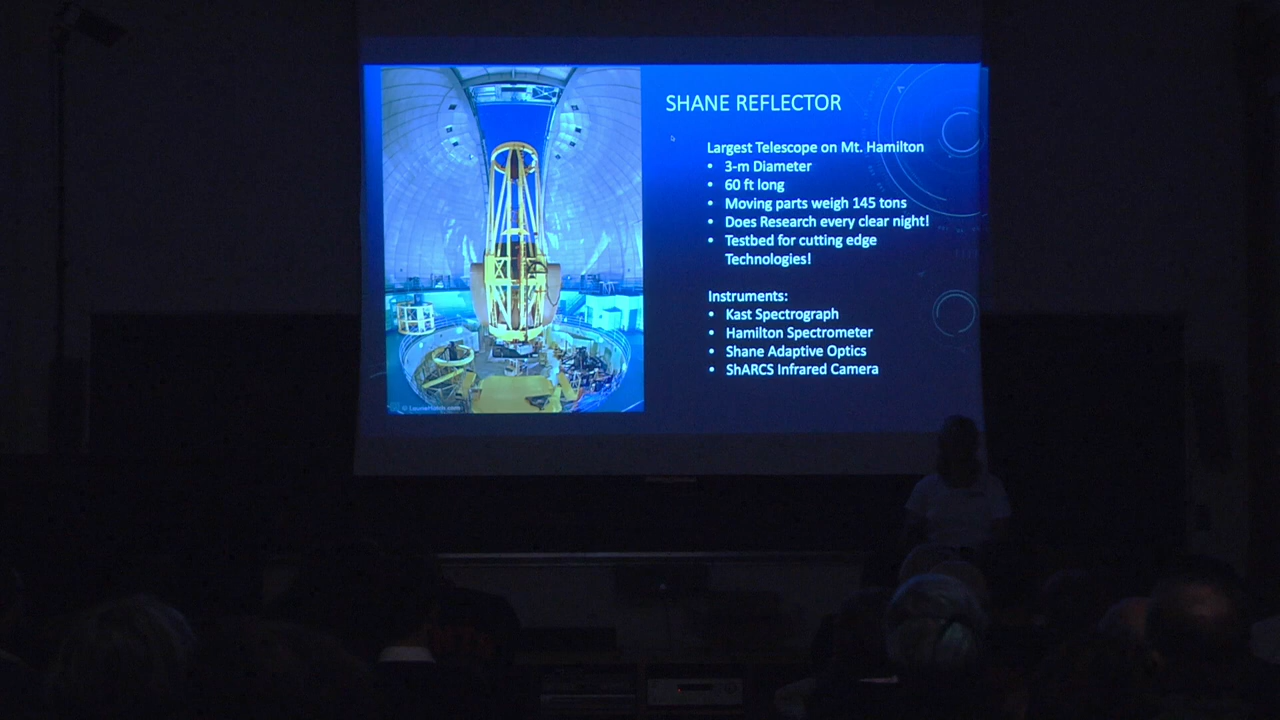 SHANE REFLECTOR
Largest Telescope on Mt. Hamilton
• 3-m Diameter
• 60 ft long
• Moving parts weigh 145 tons
• Does Research every clear night!
• Testbed for cutting edge
Technologies!
Instruments:
• Kast Spectrograph
• Hamilton Spectrometer
• Shane Adaptive Optics
• ShARCS Infrared Camera